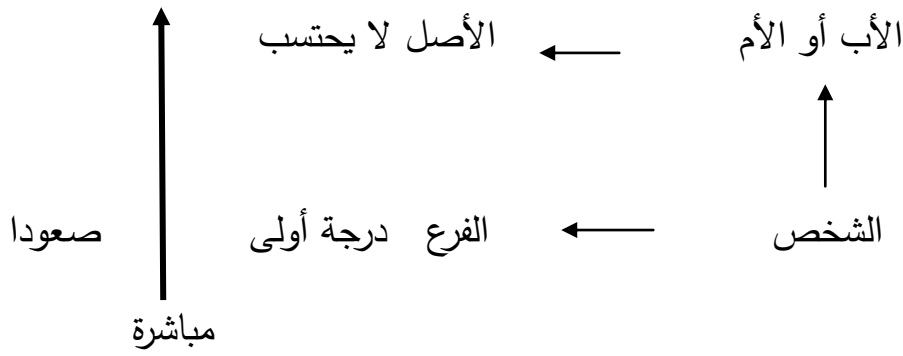 الأب أو الأم الأصل لا يحتسب
الشخص الفرع درجة أولى صعودا
مباشرة